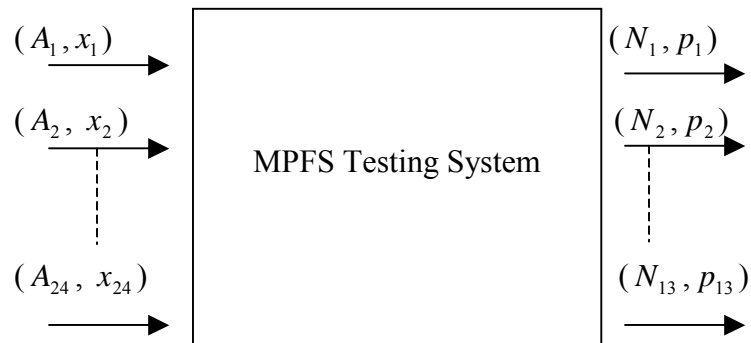 (A₁, x₁)
(N₁, p₁)
(A₂, x₂)
(N₂, p₂)
MPFS Testing System
(A₂₄, x₂₄)
(N₁₃, p₁₃)